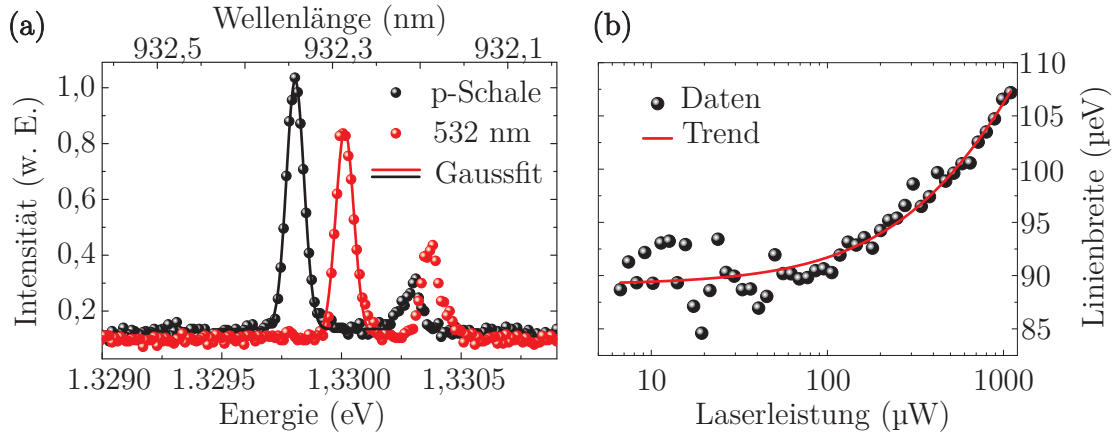 (a)
Wellenlänge (nm)
932,5 932,3 932,1
Intensität (w. E.)
1,0
0,8
0,6
0,4
0,2
p-Schale
532 nm
Gaussfit
1.3290 1.3295 1,3300 1,3305
Energie (eV)
(b)
Daten
Trend
110
105
100
95
90
85
Linienbreite (µeV)
10 100 1000
Laserleistung (µW)